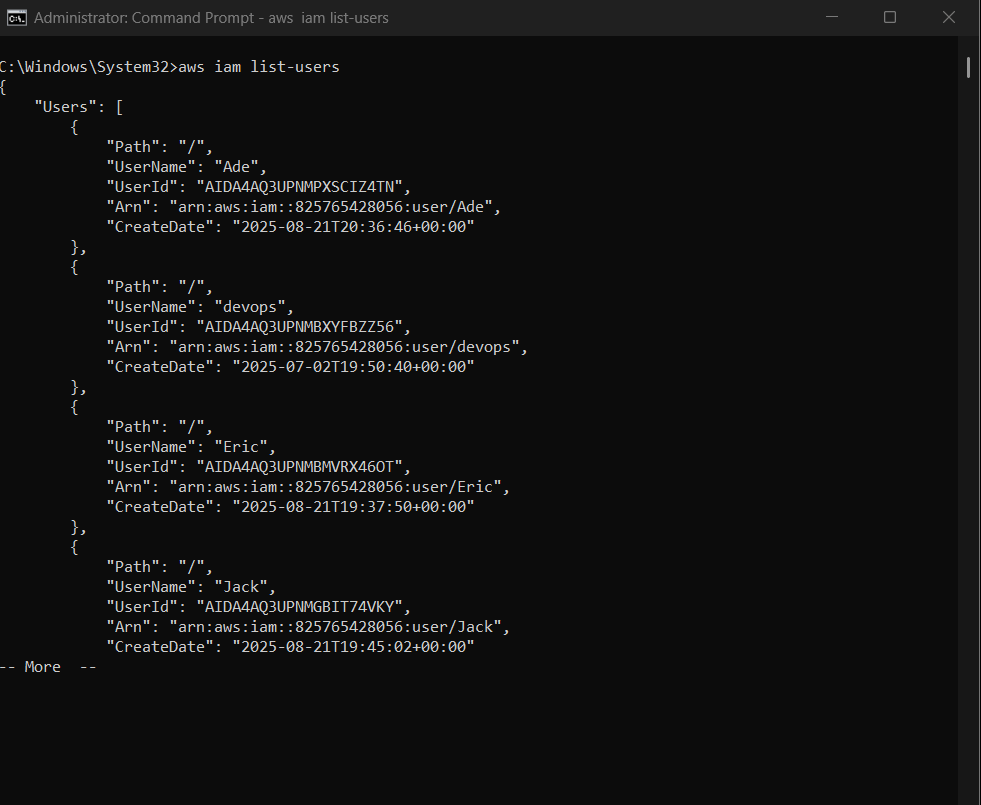 Administrator: Command Prompt - aws  iam list-users
C:\Windows\System32>aws iam list-users
{
    "Users": [
        {
            "Path": "/",
            "UserName": "Ade",
            "UserId": "AIDA4AQ3UPNMPXSCIZ4TN",
            "Arn": "arn:aws:iam::825765428056:user/Ade",
            "CreateDate": "2025-08-21T20:36:46+00:00"
        },
        {
            "Path": "/",
            "UserName": "devops",
            "UserId": "AIDA4AQ3UPNMBXYFBZZ56",
            "Arn": "arn:aws:iam::825765428056:user/devops",
            "CreateDate": "2025-07-02T19:50:40+00:00"
        },
        {
            "Path": "/",
            "UserName": "Eric",
            "UserId": "AIDA4AQ3UPNMBMVRX46OT",
            "Arn": "arn:aws:iam::825765428056:user/Eric",
            "CreateDate": "2025-08-21T19:37:50+00:00"
        },
        {
            "Path": "/",
            "UserName": "Jack",
            "UserId": "AIDA4AQ3UPNMGBIT74VKY",
            "Arn": "arn:aws:iam::825765428056:user/Jack",
            "CreateDate": "2025-08-21T19:45:02+00:00"
-- More  --